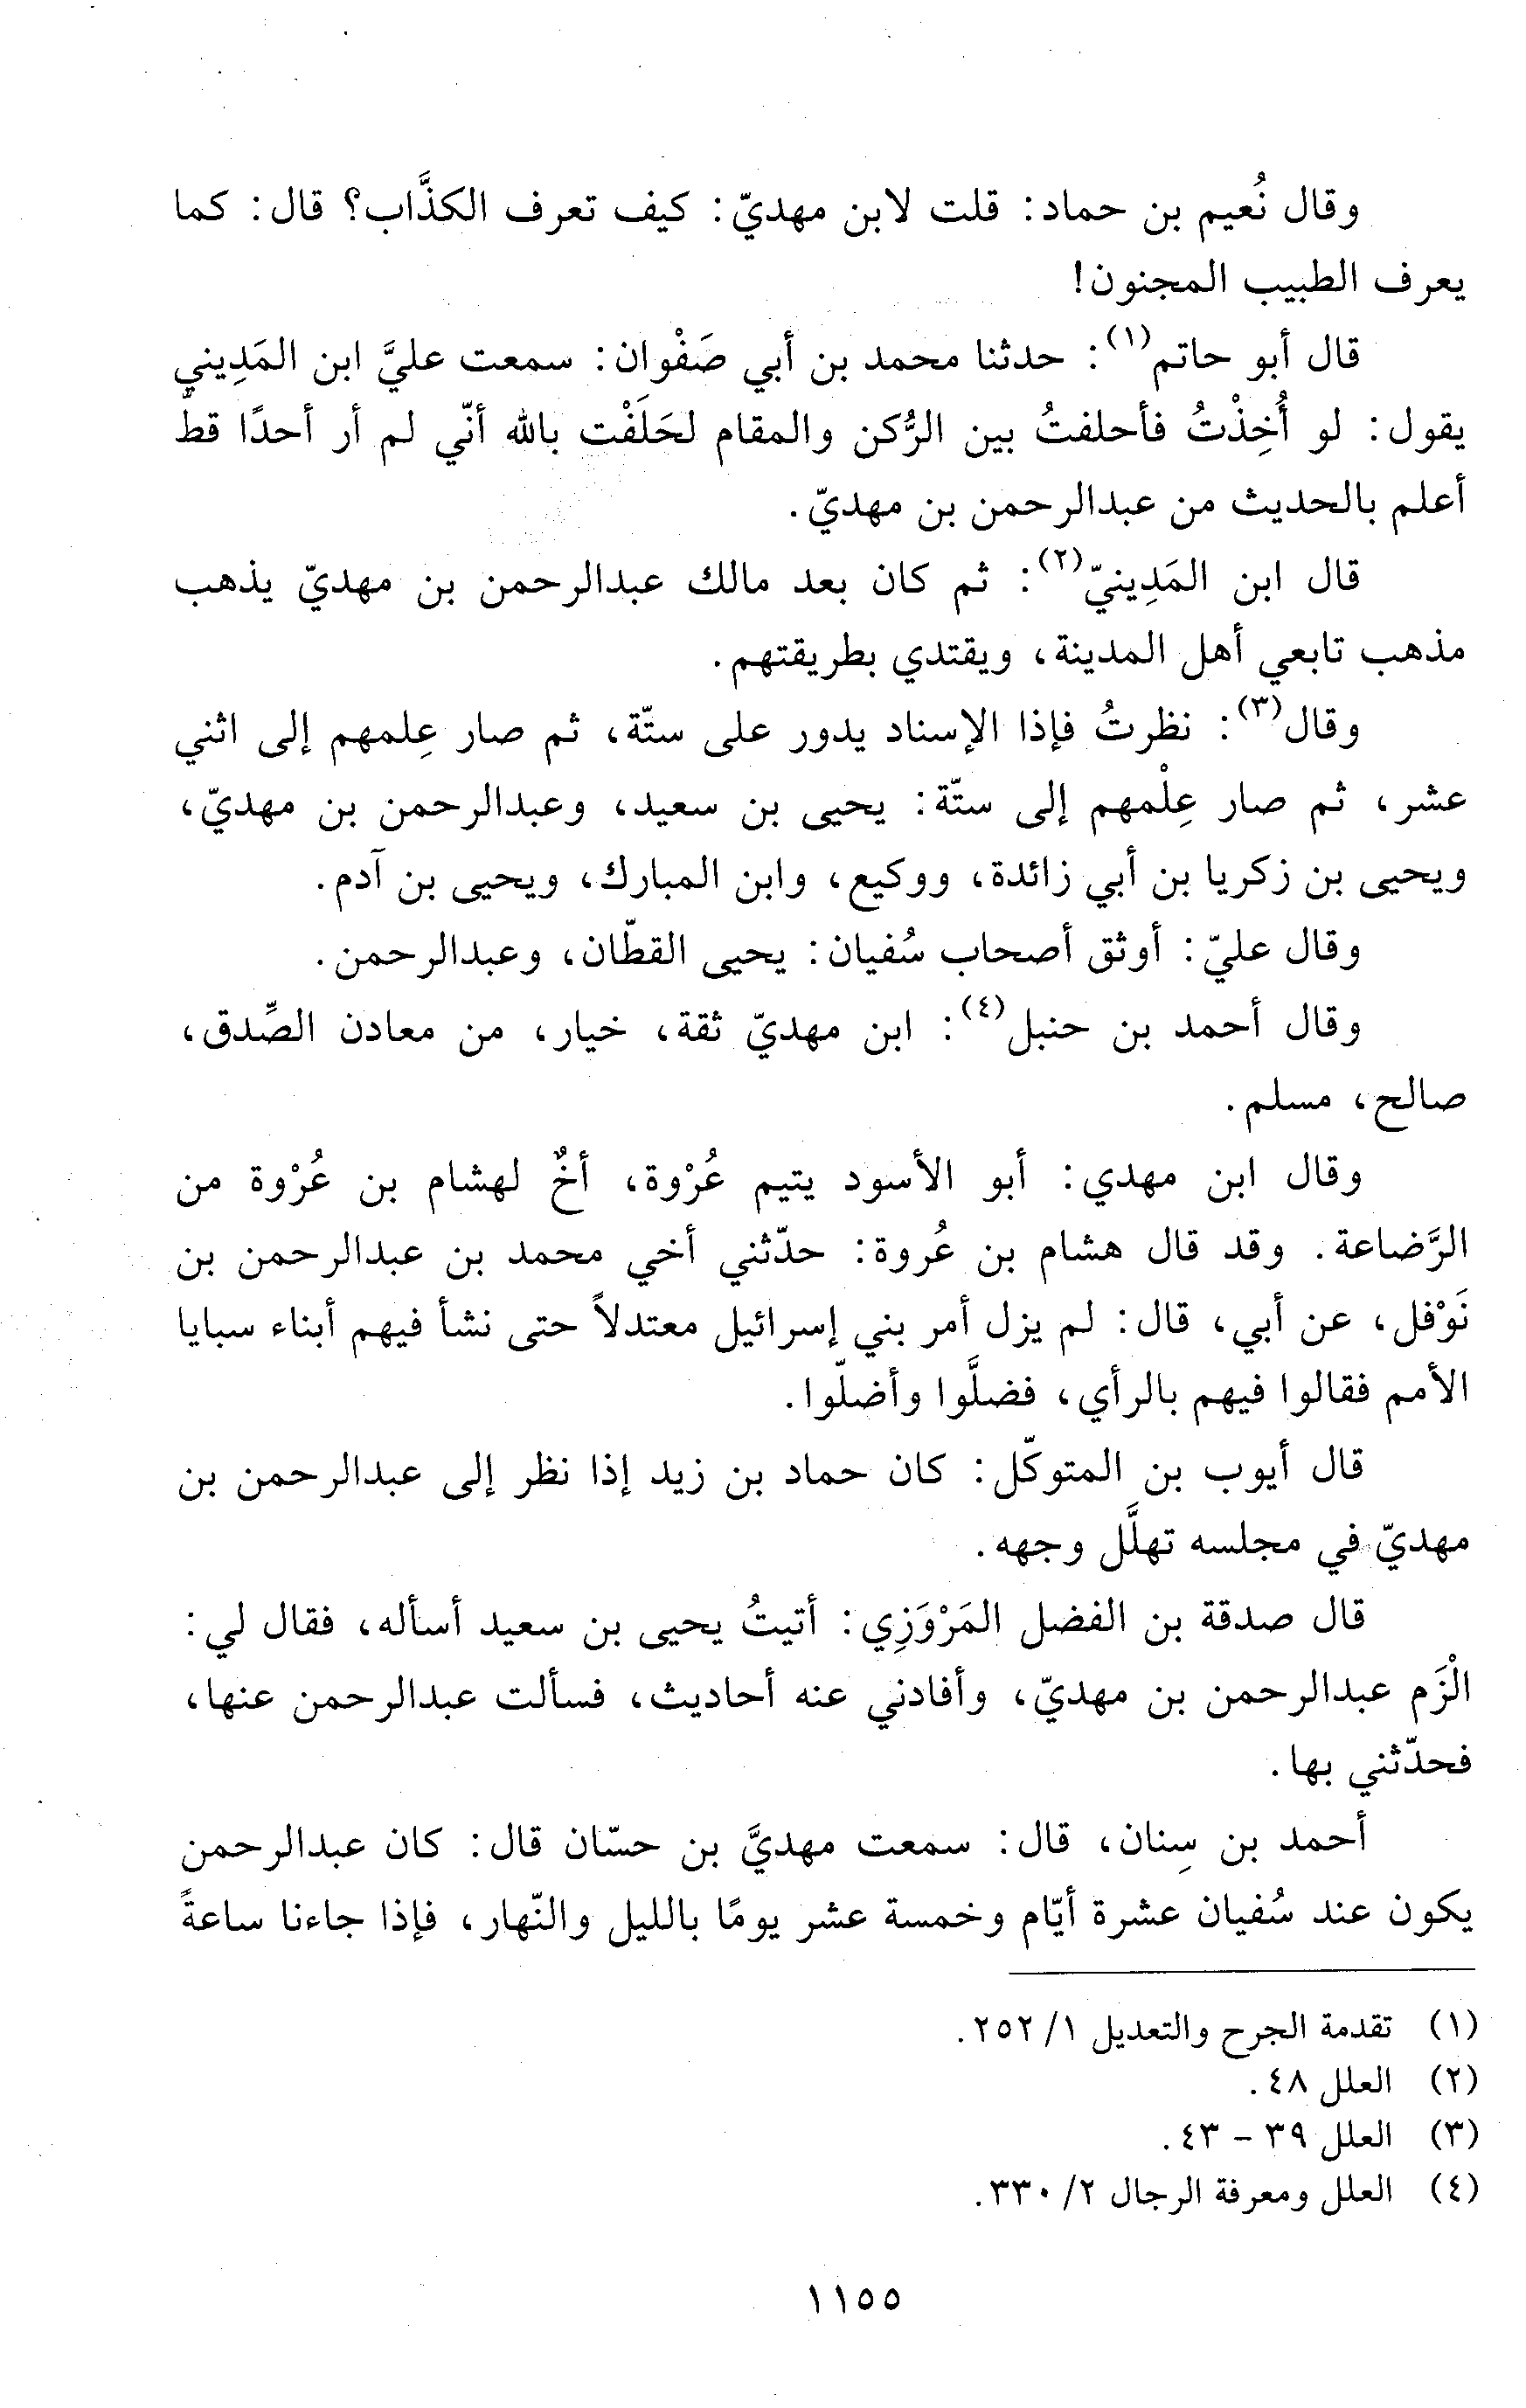 وقال نُعيم بن حماد: قلت لابن مهديّ: كيف تعرف الكذَّاب؟ قال: كما
يعرف الطبيب المجنون!
قال أبو حاتم(١): حدثنا محمد بن أبي صَفْوان: سمعت عليَّ ابن المَدِيني
يقول: لو أُخِذْتُ فأحلفتُ بين الرُّكن والمقام لحَلَفْت بالله أنّي لم أر أحدًا قطّ
أعلم بالحديث من عبدالرحمن بن مهديّ.
قال ابن المَدِينيّ(٢): ثم كان بعد مالك عبدالرحمن بن مهديّ يذهب
مذهب تابعي أهل المدينة، ويقتدي بطريقتهم.
وقال(٣): نظرتُ فإذا الإسناد يدور على ستّة، ثم صار عِلمهم إلى اثني
عشر، ثم صار عِلْمهم إلى ستّة: يحيى بن سعيد، وعبدالرحمن بن مهديّ،
ويحيى بن زكريا بن أبي زائدة، ووكيع، وابن المبارك، ويحيى بن آدم.
وقال عليّ: أوثق أصحاب سُفيان: يحيى القطّان، وعبدالرحمن.
وقال أحمد بن حنبل(٤): ابن مهديّ ثقة، خيار، من معادن الصِّدق،
صالح، مسلم.
وقال ابن مهدي: أبو الأسود يتيم عُرْوة، أخٌ لهشام بن عُرْوة من
الرَّضاعة. وقد قال هشام بن عُروة: حدّثني أخي محمد بن عبدالرحمن بن
نَوْفل، عن أبي، قال: لم يزل أمر بني إسرائيل معتدلاً حتى نشأ فيهم أبناء سبايا
الأمم فقالوا فيهم بالرأي، فضلَّوا وأضلّوا.
قال أيوب بن المتوكّل: كان حماد بن زيد إذا نظر إلى عبدالرحمن بن
مهديّ في مجلسه تهلَّل وجهه.
قال صدقة بن الفضل المَرْوَزِي: أتيتُ يحيى بن سعيد أسأله، فقال لي:
الْزَم عبدالرحمن بن مهديّ، وأفادني عنه أحاديث، فسألت عبدالرحمن عنها،
فحدّثني بها.
أحمد بن سِنان، قال: سمعت مهديَّ بن حسّان قال: كان عبدالرحمن
يكون عند سُفيان عشرة أيّام وخمسة عشر يومًا بالليل والنّهار، فإذا جاءنا ساعةً
(١) تقدمة الجرح والتعديل ١/ ٢٥٢.
(٢) العلل ٤٨.
(٣) العلل ٣٩ - ٤٣.
(٤) العلل ومعرفة الرجال ٢/ ٣٣٠.
١١٥٥